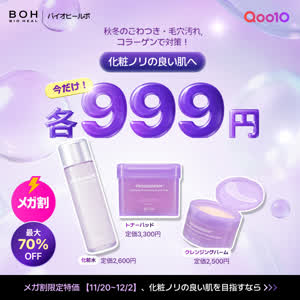 BOH バイオヒールボ
BIO HEAL
Qoo10
秋冬のごわつき・毛穴汚れ,
コラーゲンで対策！
化粧ノリの良い肌へ
今だけ！
各999円
メガ割
最大
70%
OFF
化粧水 定価2,600円
トナーパッド
定価3,300円
クレンジングバーム
定価2,500円
メガ割限定特価 【11/20~12/2】、化粧ノリの良い肌を目指すなら